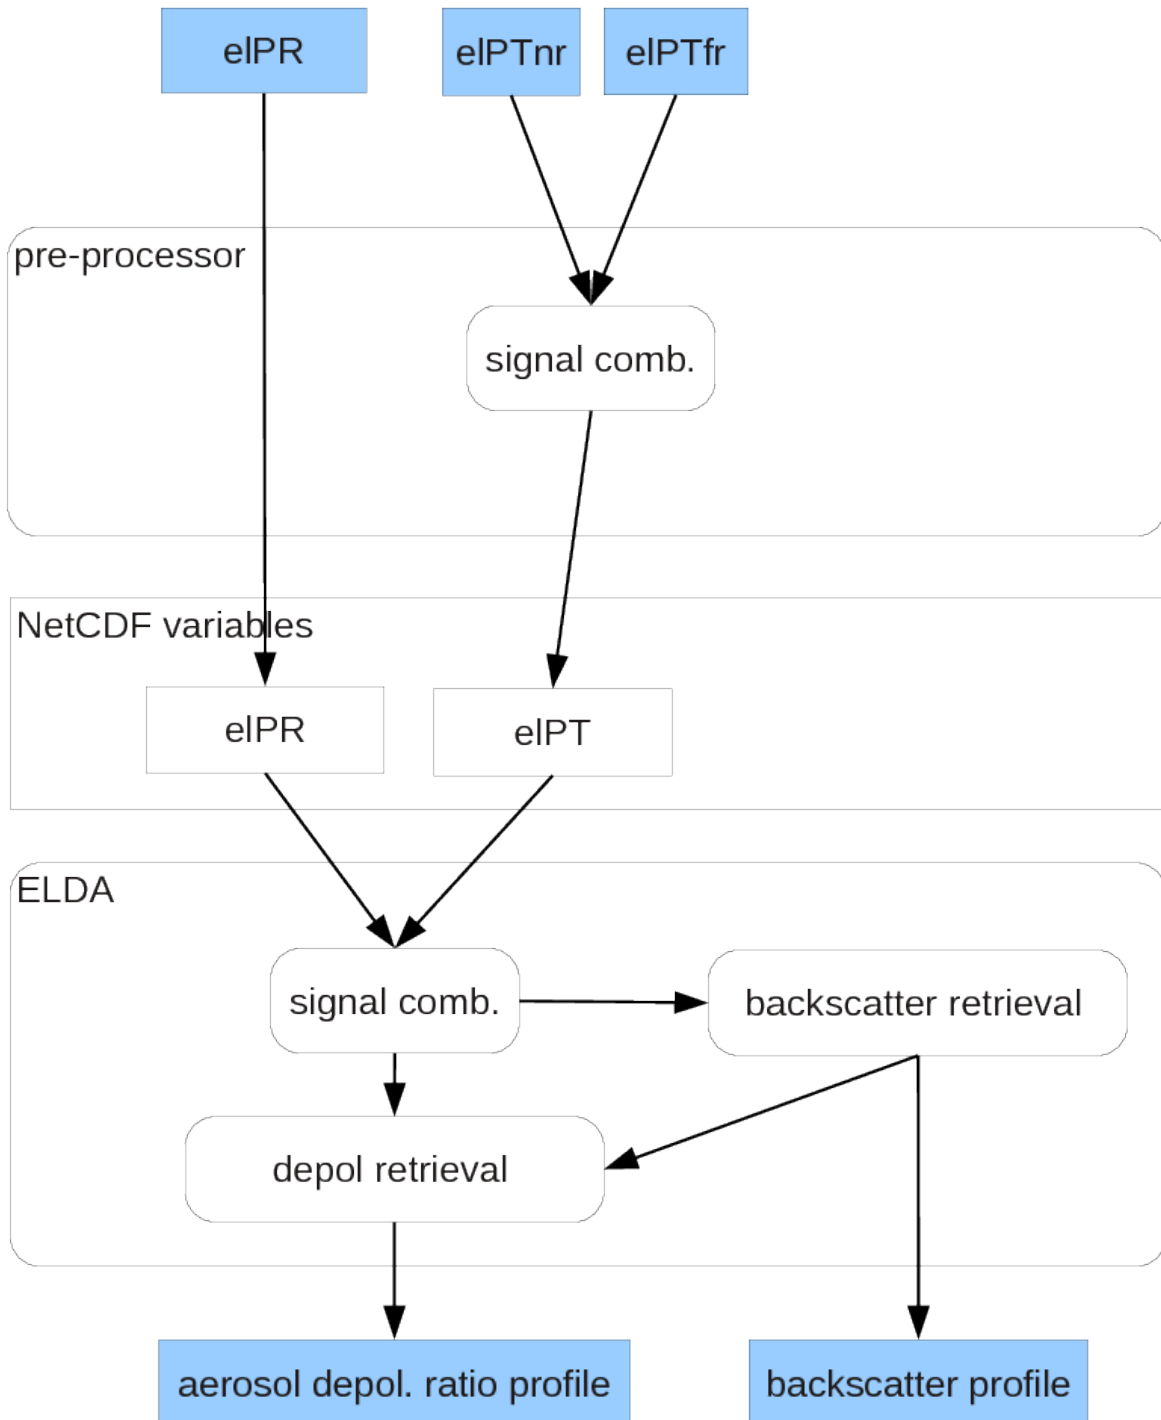 elPR
elPTnr
elPTfr
pre-processor
signal comb.
NetCDF variables
elPR
elPT
ELDA
signal comb.
backscatter retrieval
depol retrieval
aerosol depol. ratio profile
backscatter profile